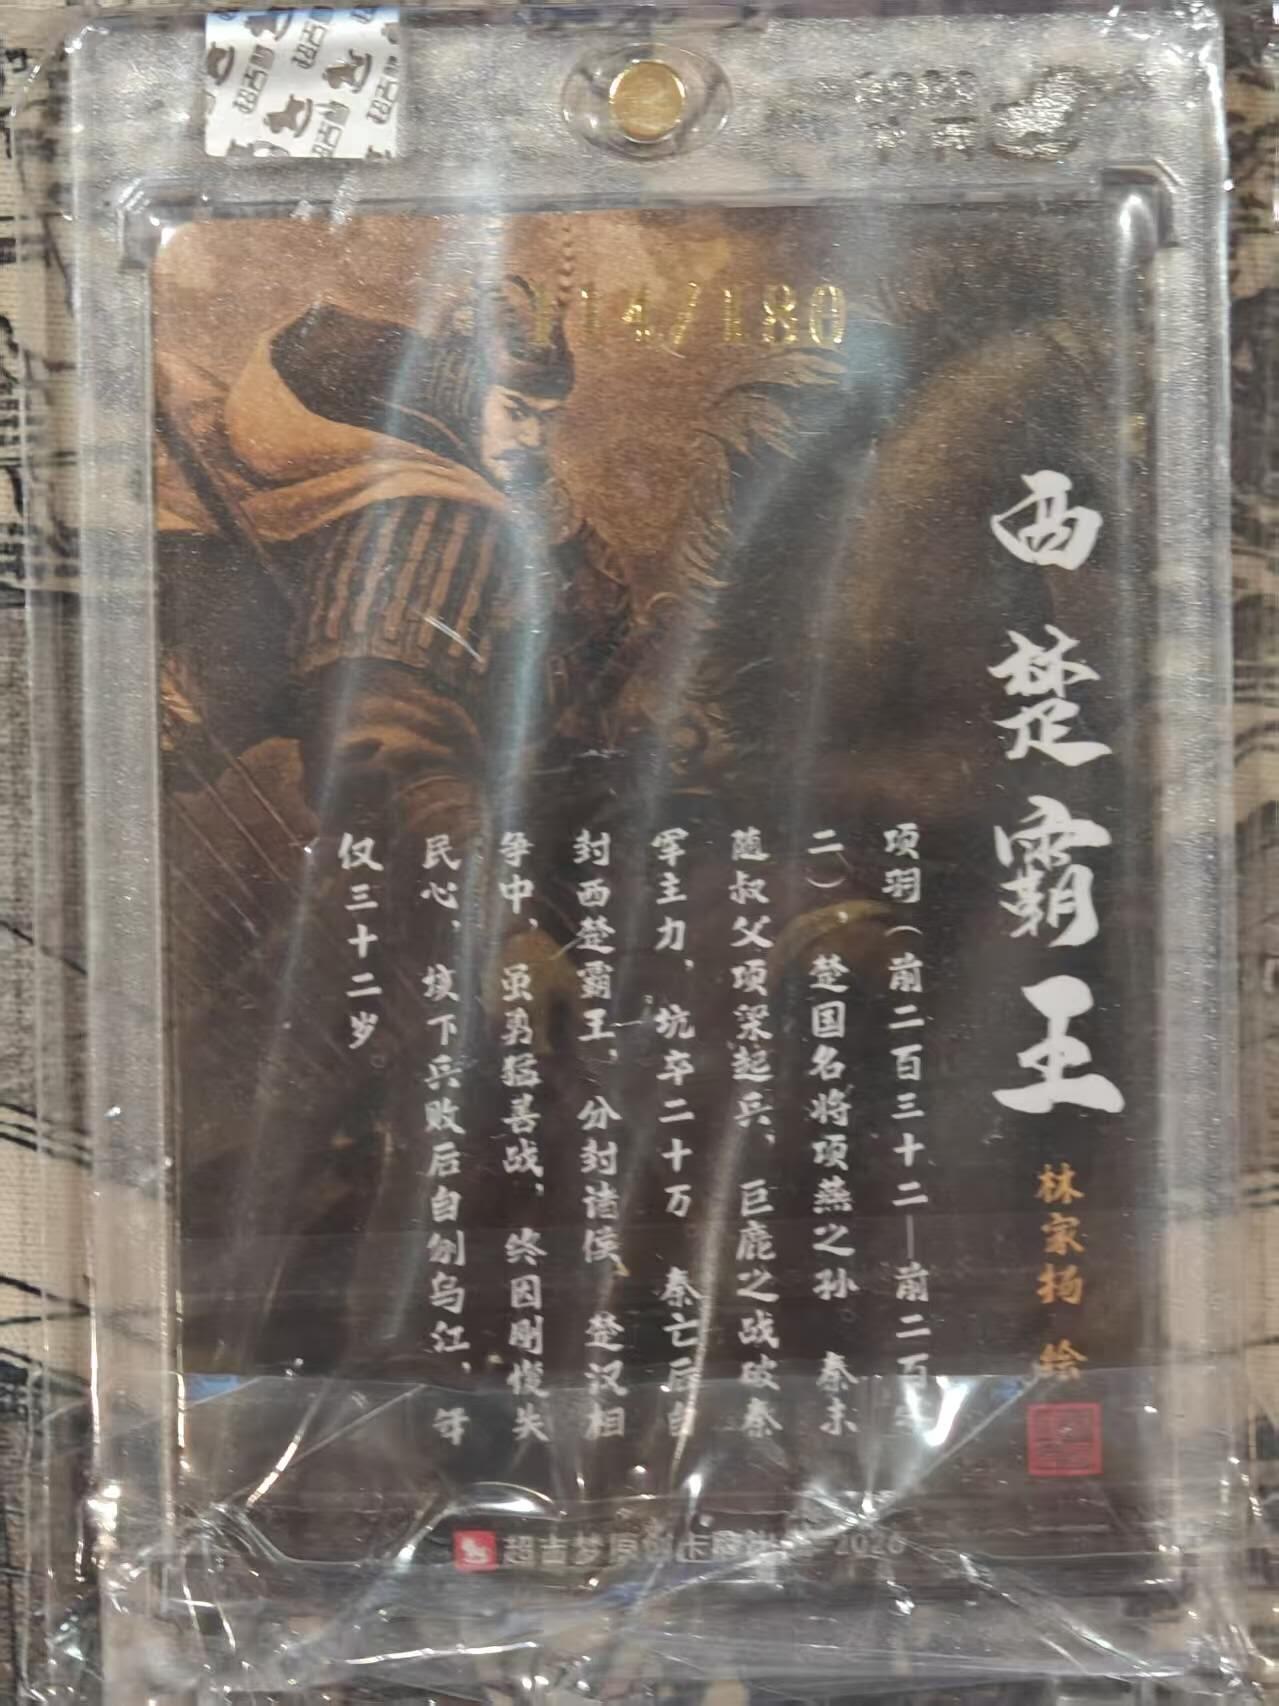 114/180
西楚霸王
林家扬 绘
项羽（前二百三十二—前二百零
二），楚国名将项燕之孙。秦末
随叔父项梁起兵，巨鹿之战破秦
军主力，坑卒二十万 秦亡后自
封西楚霸王，分封诸侯 楚汉相
争中，虽勇猛善战，终因刚愎失
民心，垓下兵败后自刎乌江，年
仅三十二岁。
超古梦原创卡牌 2026